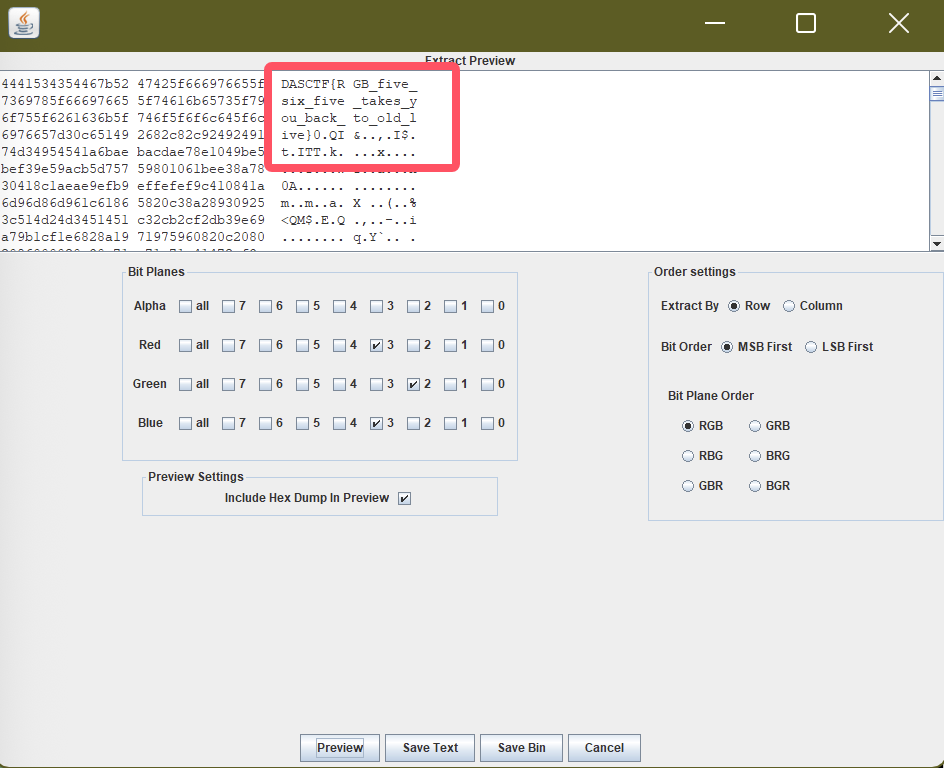 Extract Preview
4441534354467b52 47425f666976655f DASCTF{R GB_five_
7369785f66697665 5f74616b65735f79 six_five _takes_y
6f755f6261636b5f 746f5f6f6c645f6c ou_back_ to_old_l
6976657d30c65149 2682c82c92492491 ive}0.QI &..,.I$.
74d34954541a6bae bacdae78e1049be5 t.ITT.k. ...x....
bef39e59acb5d757 59801061bee38a78
30418c1aeae9efb9 effefef9c410841a 0A...... ........
6d96d86d961c6186 5820c38a28930925 m..m..a. X ..(..%
3c514d24d3451451 c32cb2cf2db39e69 <QM$.E.Q .,..-..i
a79b1cf1e6828a19 71975960820c2080 ........ q.Y`.. .
Bit Planes
Alpha all 7 6 5 4 3 2 1 0
Red all 7 6 5 4 3 2 1 0
Green all 7 6 5 4 3 2 1 0
Blue all 7 6 5 4 3 2 1 0
Preview Settings
Include Hex Dump In Preview
Order settings
Extract By Row Column
Bit Order MSB First LSB First
Bit Plane Order
RGB GRB
RBG BRG
GBR BGR
Preview Save Text Save Bin Cancel